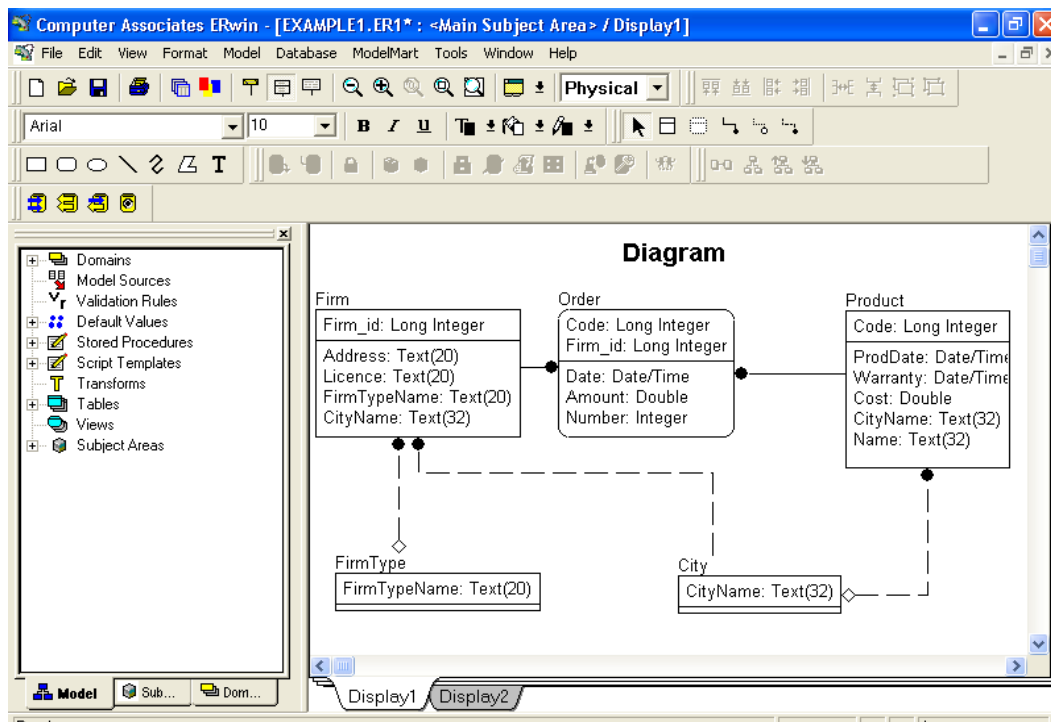 Computer Associates ERwin - [EXAMPLE1.ER1* : <Main Subject Area> / Display1]
File Edit View Format Model Database ModelMart Tools Window Help
Physical
Arial 10 B I U T
T
Domains
Model Sources
Validation Rules
Default Values
Stored Procedures
Script Templates
Transforms
Tables
Views
Subject Areas
Model Sub... Dom...
Diagram
Firm
Firm_id: Long Integer
Address: Text(20)
Licence: Text(20)
FirmTypeName: Text(20)
CityName: Text(32)
Order
Code: Long Integer
Firm_id: Long Integer
Date: Date/Time
Amount: Double
Number: Integer
Product
Code: Long Integer
ProdDate: Date/Time
Warranty: Date/Time
Cost: Double
CityName: Text(32)
Name: Text(32)
FirmType
FirmTypeName: Text(20)
City
CityName: Text(32)
Display1 Display2